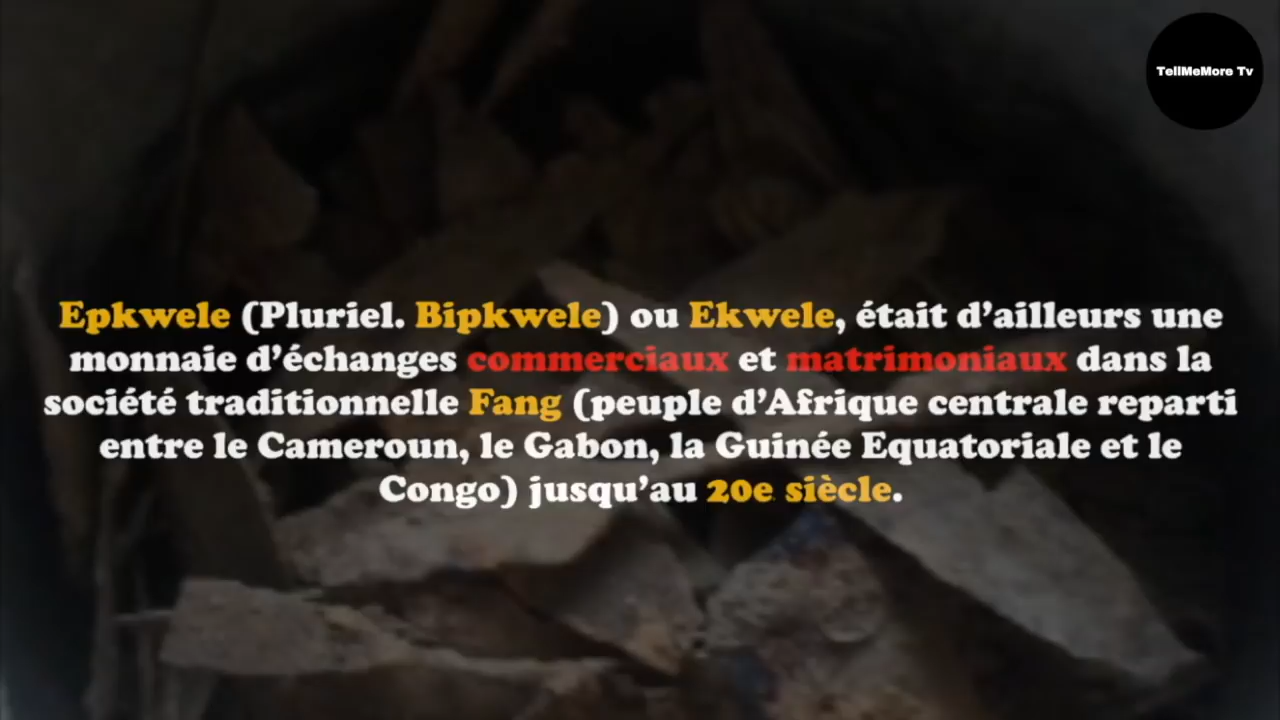 TellMeMore Tv
Epkwele (Pluriel. Bipkwele) ou Ekwele, était d’ailleurs une
monnaie d’échanges commerciaux et matrimoniaux dans la
société traditionnelle Fang (peuple d’Afrique centrale reparti
entre le Cameroun, le Gabon, la Guinée Equatoriale et le
Congo) jusqu’au 20e siècle.